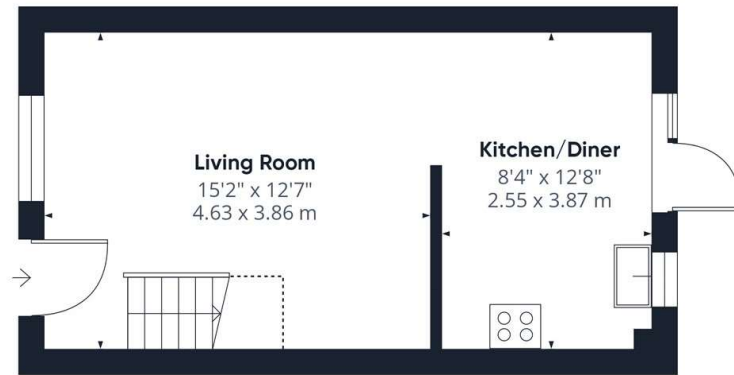 Living Room
15'2" x 12'7"
4.63 x 3.86 m
Kitchen/Diner
8'4" x 12'8"
2.55 x 3.87 m